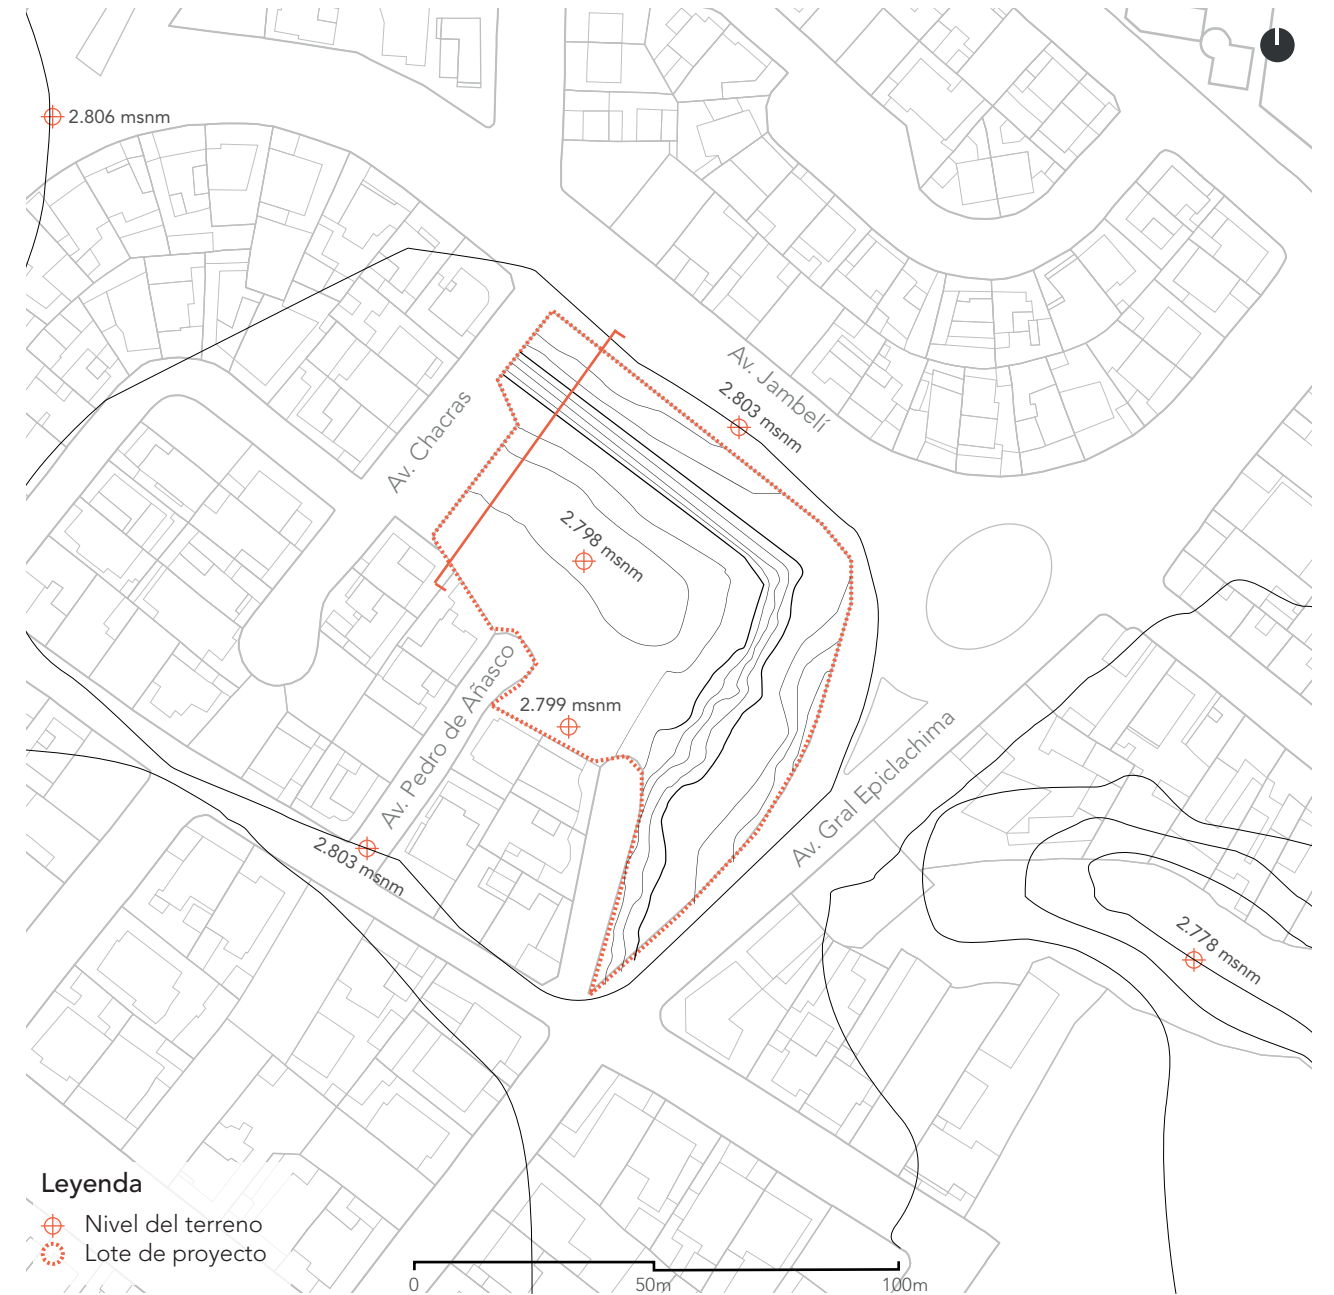 2.806 msnm
Av. Jambelí
2.803 msnm
Av. Chacras
2.798 msnm
Av. Pedro de Añasco
2.799 msnm
Av. Gral Epiclachima
2.803 msnm
2.778 msnm
Leyenda
Nivel del terreno
Lote de proyecto
0 50m 100m